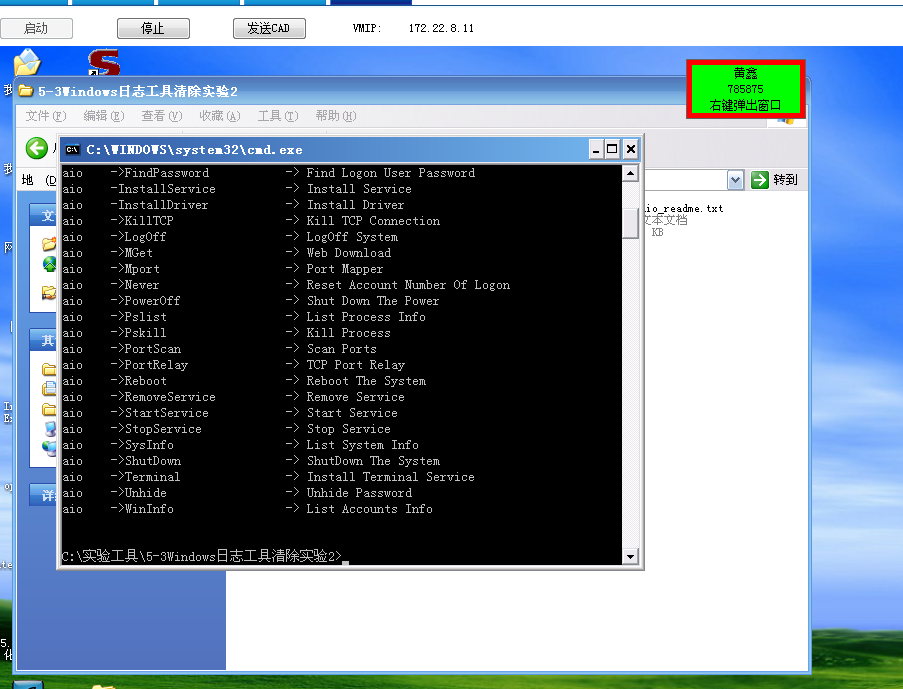 启动 停止 发送CAD VMIP: 172.22.8.11
黄鑫
785875
右键弹出窗口
5-3Windows日志工具清除实验2
文件(F) 编辑(E) 查看(V) 收藏(A) 工具(T) 帮助(H)
转到
io_readme.txt
文本文档
KB
C:\WINDOWS\system32\cmd.exe
aio ->FindPassword -> Find Logon User Password
aio -InstallService -> Install Service
aio -InstallDriver -> Install Driver
aio ->KillTCP -> Kill TCP Connection
aio ->LogOff -> LogOff System
aio ->MGet -> Web Download
aio ->Mport -> Port Mapper
aio ->Never -> Reset Account Number Of Logon
aio ->PowerOff -> Shut Down The Power
aio ->Pslist -> List Process Info
aio ->Pskill -> Kill Process
aio ->PortScan -> Scan Ports
aio ->PortRelay -> TCP Port Relay
aio ->Reboot -> Reboot The System
aio ->RemoveService -> Remove Service
aio ->StartService -> Start Service
aio ->StopService -> Stop Service
aio ->SysInfo -> List System Info
aio ->ShutDown -> ShutDown The System
aio ->Terminal -> Install Terminal Service
aio ->Unhide -> Unhide Password
aio ->WinInfo -> List Accounts Info
C:\实验工具\5-3Windows日志工具清除实验2>